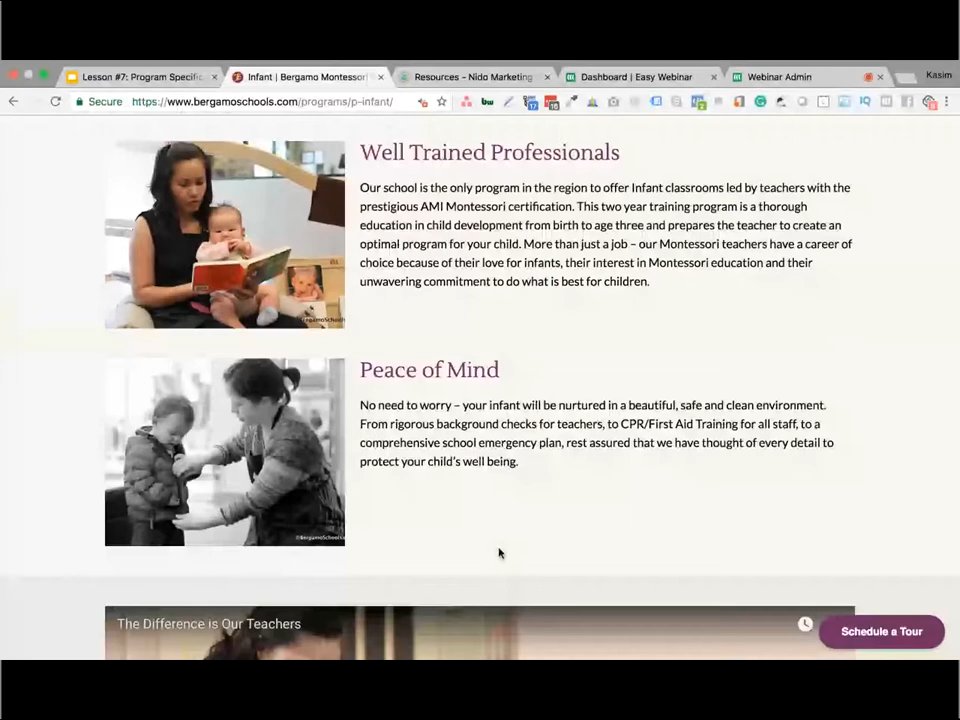 Lesson #7: Program Specific
Infant | Bergamo Montessori
Resources - Nido Marketing
Dashboard | Easy Webinar
Webinar Admin
Kasim
Secure
https://www.bergamoschools.com/programs/p-infant/
Well Trained Professionals
Our school is the only program in the region to offer Infant classrooms led by teachers with the
prestigious AMI Montessori certification. This two year training program is a thorough
education in child development from birth to age three and prepares the teacher to create an
optimal program for your child. More than just a job – our Montessori teachers have a career of
choice because of their love for infants, their interest in Montessori education and their
unwavering commitment to do what is best for children.
Peace of Mind
No need to worry – your infant will be nurtured in a beautiful, safe and clean environment.
From rigorous background checks for teachers, to CPR/First Aid Training for all staff, to a
comprehensive school emergency plan, rest assured that we have thought of every detail to
protect your child's well being.
©BergamoSchools
The Difference is Our Teachers
Schedule a Tour